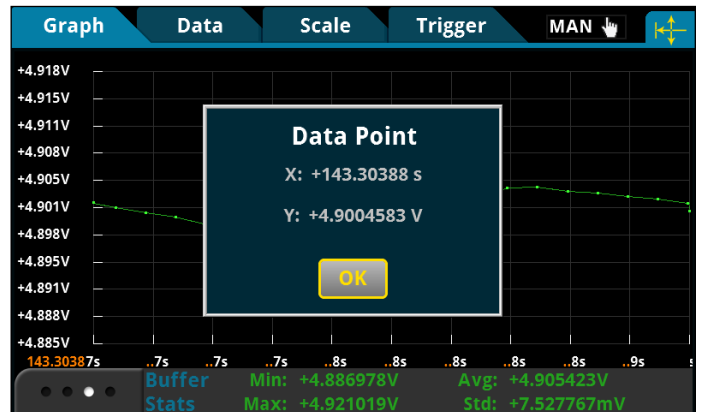 Graph Data Scale Trigger MAN
+4.918V
+4.915V
+4.911V
+4.908V
+4.905V
+4.901V
+4.898V
+4.895V
+4.891V
+4.888V
+4.885V
Data Point
X: +143.30388 s
Y: +4.9004583 V
OK
143.30387s ..7s ..7s ..7s ..8s ..8s ..8s ..8s ..8s ..9s
Buffer Min: +4.886978V Avg: +4.905423V
Stats Max: +4.921019V Std: +7.527767mV